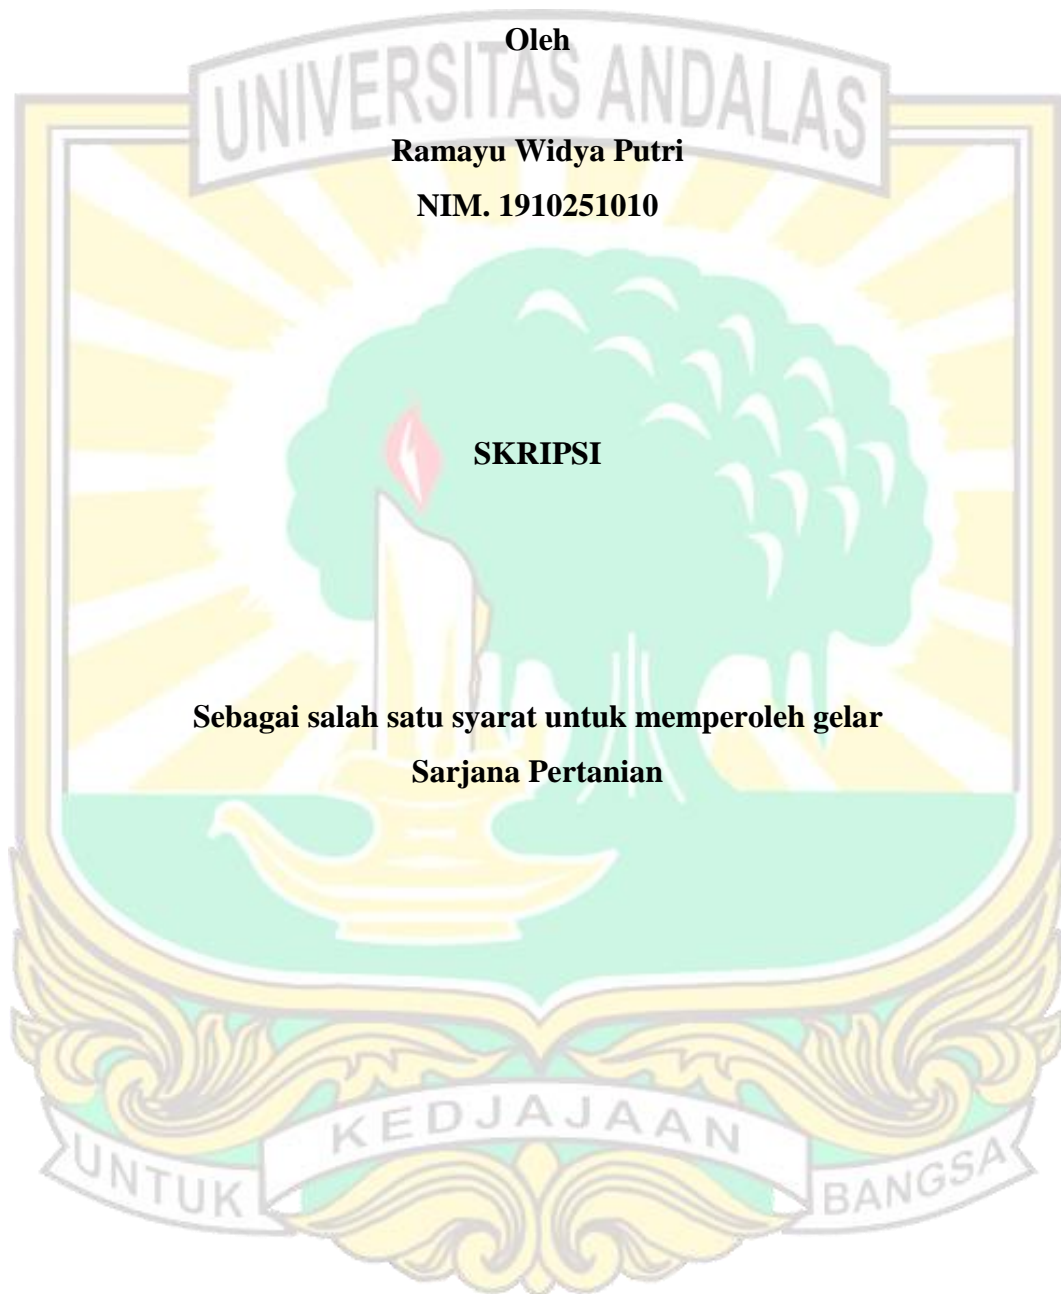 Oleh
UNIVERSITAS ANDALAS
Ramayu Widya Putri
NIM. 1910251010
SKRIPSI
Sebagai salah satu syarat untuk memperoleh gelar
Sarjana Pertanian
UNTUK KEDJAJAAN BANGSA